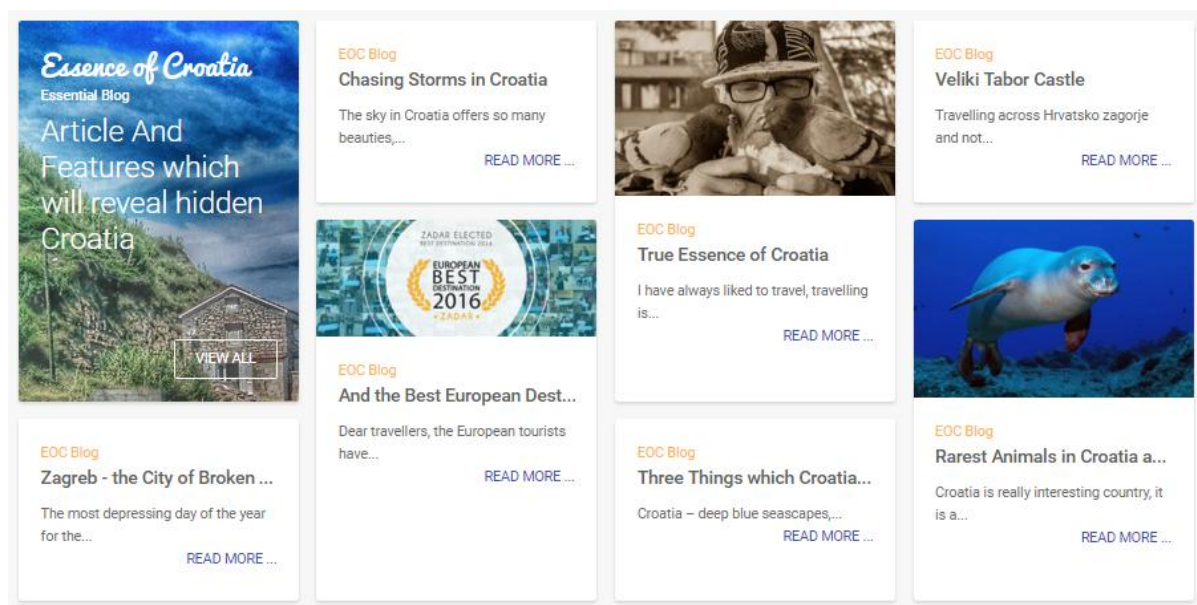 Essence of Croatia
Essential Blog
Article And
Features which
will reveal hidden
Croatia
VIEW ALL
EOC Blog
Zagreb - the City of Broken ...
The most depressing day of the year
for the...
READ MORE ...
EOC Blog
Chasing Storms in Croatia
The sky in Croatia offers so many
beauties,...
READ MORE ...
ZADAR ELECTED
BEST DESTINATION 2016
EUROPEAN
BEST
DESTINATION
2016
ZADAR
EOC Blog
And the Best European Dest...
Dear travellers, the European tourists
have...
READ MORE ...
EOC Blog
True Essence of Croatia
I have always liked to travel, travelling
is...
READ MORE ...
EOC Blog
Three Things which Croatia...
Croatia – deep blue seascapes,...
READ MORE ...
EOC Blog
Veliki Tabor Castle
Travelling across Hrvatsko zagorje
and not...
READ MORE ...
EOC Blog
Rarest Animals in Croatia a...
Croatia is really interesting country, it
is a...
READ MORE ...